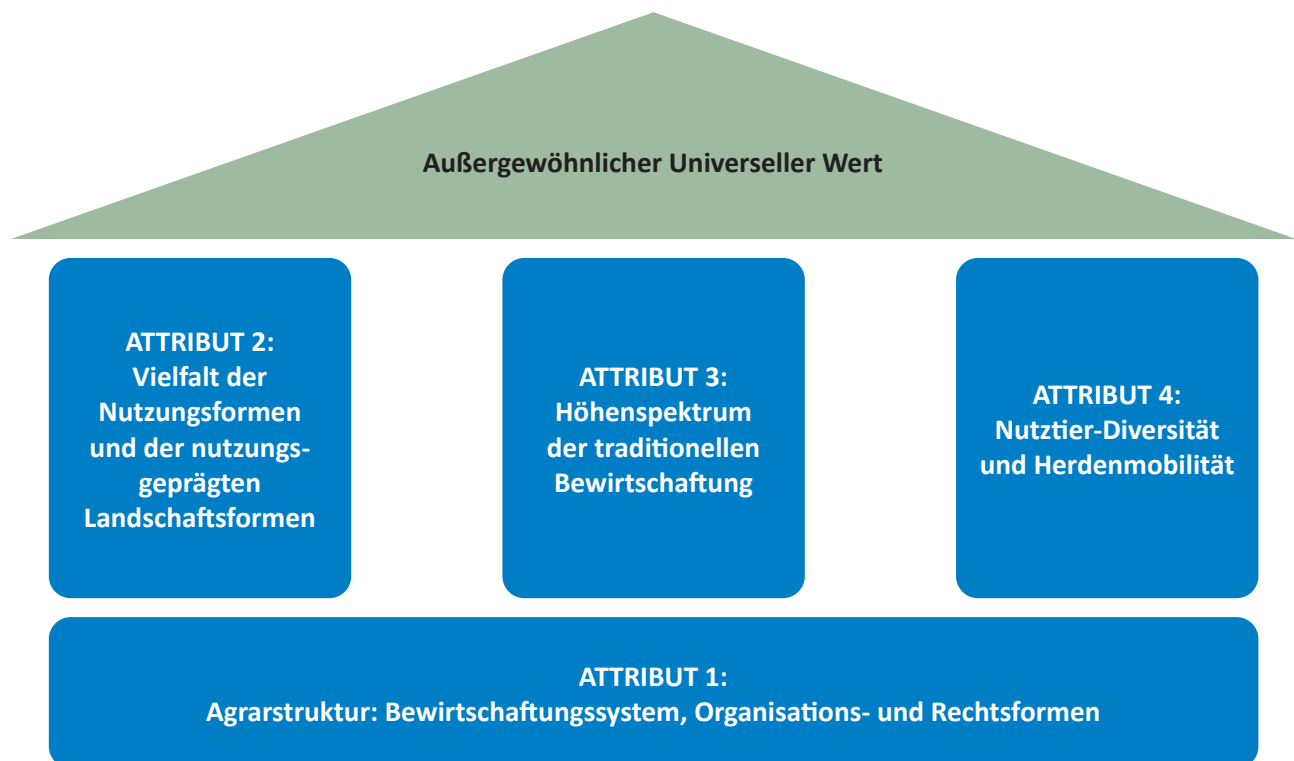 Außergewöhnlicher Universeller Wert
ATTRIBUT 2:
Vielfalt der
Nutzungsformen
und der nutzungs-
geprägten
Landschaftsformen
ATTRIBUT 3:
Höhenspektrum
der traditionellen
Bewirtschaftung
ATTRIBUT 4:
Nutztier-Diversität
und Herdenmobilität
ATTRIBUT 1:
Agrarstruktur: Bewirtschaftungssystem, Organisations- und Rechtsformen